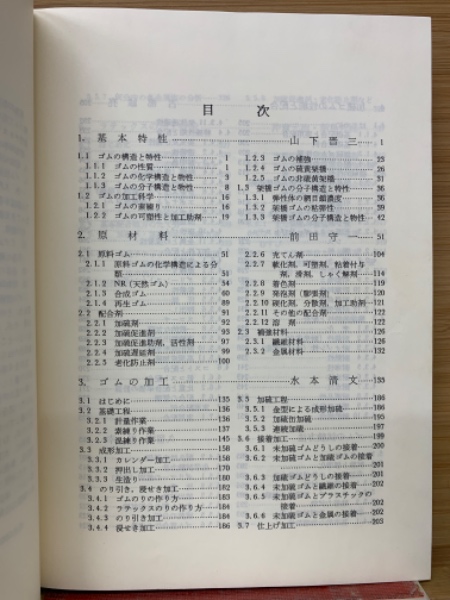 目次
1. 基本特性 山下晋三 1
1.1 ゴムの構造と特性 1
1.1.1 ゴムの性質 1
1.1.2 ゴムの化学構造と物性 3
1.1.3 ゴムの分子構造と物性 8
1.2 ゴムの加工科学 16
1.2.1 ゴムの素練り 16
1.2.2 ゴムの可塑性と加工助剤 19
1.2.3 ゴムの補強 23
1.2.4 ゴムの硫黄架橋 26
1.2.5 ゴムの非硫黄架橋 31
1.3 架橋ゴムの分子構造と特性 36
1.3.1 弾性体の網目鎖濃度 36
1.3.2 架橋ゴムの粘弾性 37
1.3.3 架橋ゴムの分子構造と物性 42
2. 原材料 前田守一 51
2.1 原料ゴム 51
2.1.1 原料ゴムの化学構造による分
類 51
2.1.2 NR(天然ゴム) 54
2.1.3 合成ゴム 60
2.1.4 再生ゴム 89
2.2 配合剤 91
2.2.1 加硫剤 92
2.2.2 加硫促進剤 93
2.2.3 加硫促進助剤, 活性剤 97
2.2.4 加硫遅延剤 99
2.2.5 老化防止剤 100
2.2.6 充てん剤 104
2.2.7 軟化剤, 可塑剤, 粘着付与
剤, 滑剤, しゃく解剤 114
2.2.8 着色剤 119
2.2.9 発泡剤(膨張剤) 120
2.2.10 硬化剤, 分散剤, 加工助剤 121
2.2.11 その他の配合剤 122
2.2.12 溶剤 122
2.3 補強材料 126
2.3.1 繊維材料 126
2.3.2 金属材料 132
3. ゴムの加工 水本清文 135
3.1 はじめに 135
3.2 基礎工程 136
3.2.1 計量作業 136
3.2.2 素練り作業 137
3.2.3 混練り作業 145
3.3 成形加工 158
3.3.1 カレンダー加工 158
3.3.2 押出し加工 170
3.3.3 生造り 180
3.4 のり引き, 浸せき加工 182
3.4.1 ゴムのりの作り方 182
3.4.2 ラテックスのりの作り方 183
3.4.3 のり引き加工 184
3.4.4 浸せき加工 186
3.5 加硫工程 186
3.5.1 金型による成形加硫 186
3.5.2 加硫缶加硫 195
3.5.3 連続加硫 197
3.6 接着加工 199
3.6.1 未加硫ゴムどうしの接着 200
3.6.2 未加硫ゴムと加硫ゴムの接着
3.6.3 加硫ゴムどうしの接着 201
3.6.4 未加硫ゴムと繊維の接着 202
3.6.5 未加硫ゴムとプラスチックの
接着 202
3.6.6 未加硫ゴムと金属の接着 202
3.7 仕上げ加工 203